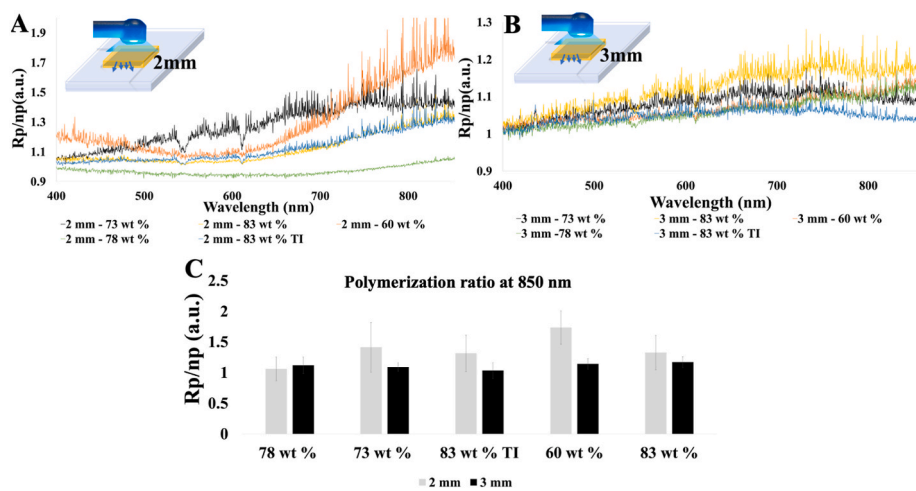 A
2mm
Rp/np(a.u.)
1.9
1.7
1.5
1.3
1.1
0.9
400 500 600 700 800
Wavelength (nm)
2 mm - 73 wt % 2 mm - 83 wt % 2 mm - 60 wt %
2 mm - 78 wt % 2 mm - 83 wt % TI
B
3mm
Rp/np(a.u.)
1.3
1.2
1.1
1
0.9
400 500 600 700 800
Wavelength (nm)
3 mm - 73 wt % 3 mm - 83 wt % 3 mm - 60 wt %
3 mm -78 wt % 3 mm - 83 wt % TI
C
Polymerization ratio at 850 nm
Rp/np (a.u.)
2.5
2
1.5
1
0.5
0
78 wt % 73 wt % 83 wt % TI 60 wt % 83 wt %
2 mm 3 mm